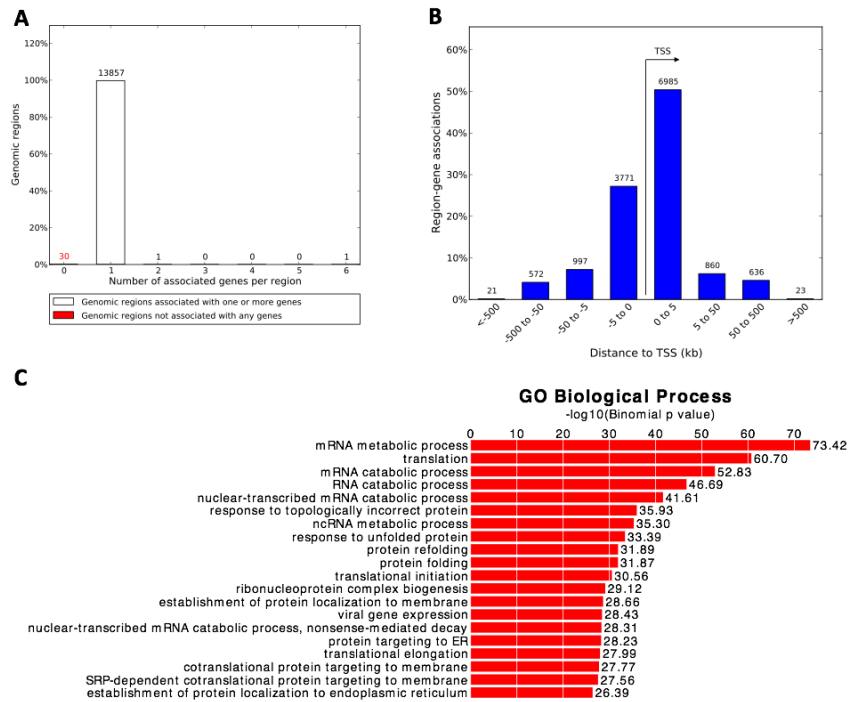 A
120%
100%
80%
60%
40%
20%
0%
Genomic regions
30
13857
1
0
0
0
1
0
1
2
3
4
5
6
Number of associated genes per region
Genomic regions associated with one or more genes
Genomic regions not associated with any genes
B
60%
50%
40%
30%
20%
10%
0%
Region-gene associations
TSS
21
572
997
3771
6985
860
636
23
<-500
-500 to -50
-50 to -5
-5 to 0
0 to 5
5 to 50
50 to 500
>500
Distance to TSS (kb)
C
GO Biological Process
-log10(Binomial p value)
0 10 20 30 40 50 60 70
mRNA metabolic process 73.42
translation 60.70
mRNA catabolic process 52.83
RNA catabolic process 46.69
nuclear-transcribed mRNA catabolic process 41.61
response to topologically incorrect protein 35.93
ncRNA metabolic process 35.30
response to unfolded protein 33.39
protein refolding 31.89
protein folding 31.87
translational initiation 30.56
ribonucleoprotein complex biogenesis 29.12
establishment of protein localization to membrane 28.66
viral gene expression 28.43
nuclear-transcribed mRNA catabolic process, nonsense-mediated decay 28.31
protein targeting to ER 28.23
translational elongation 27.99
cotranslational protein targeting to membrane 27.77
SRP-dependent cotranslational protein targeting to membrane 27.56
establishment of protein localization to endoplasmic reticulum 26.39